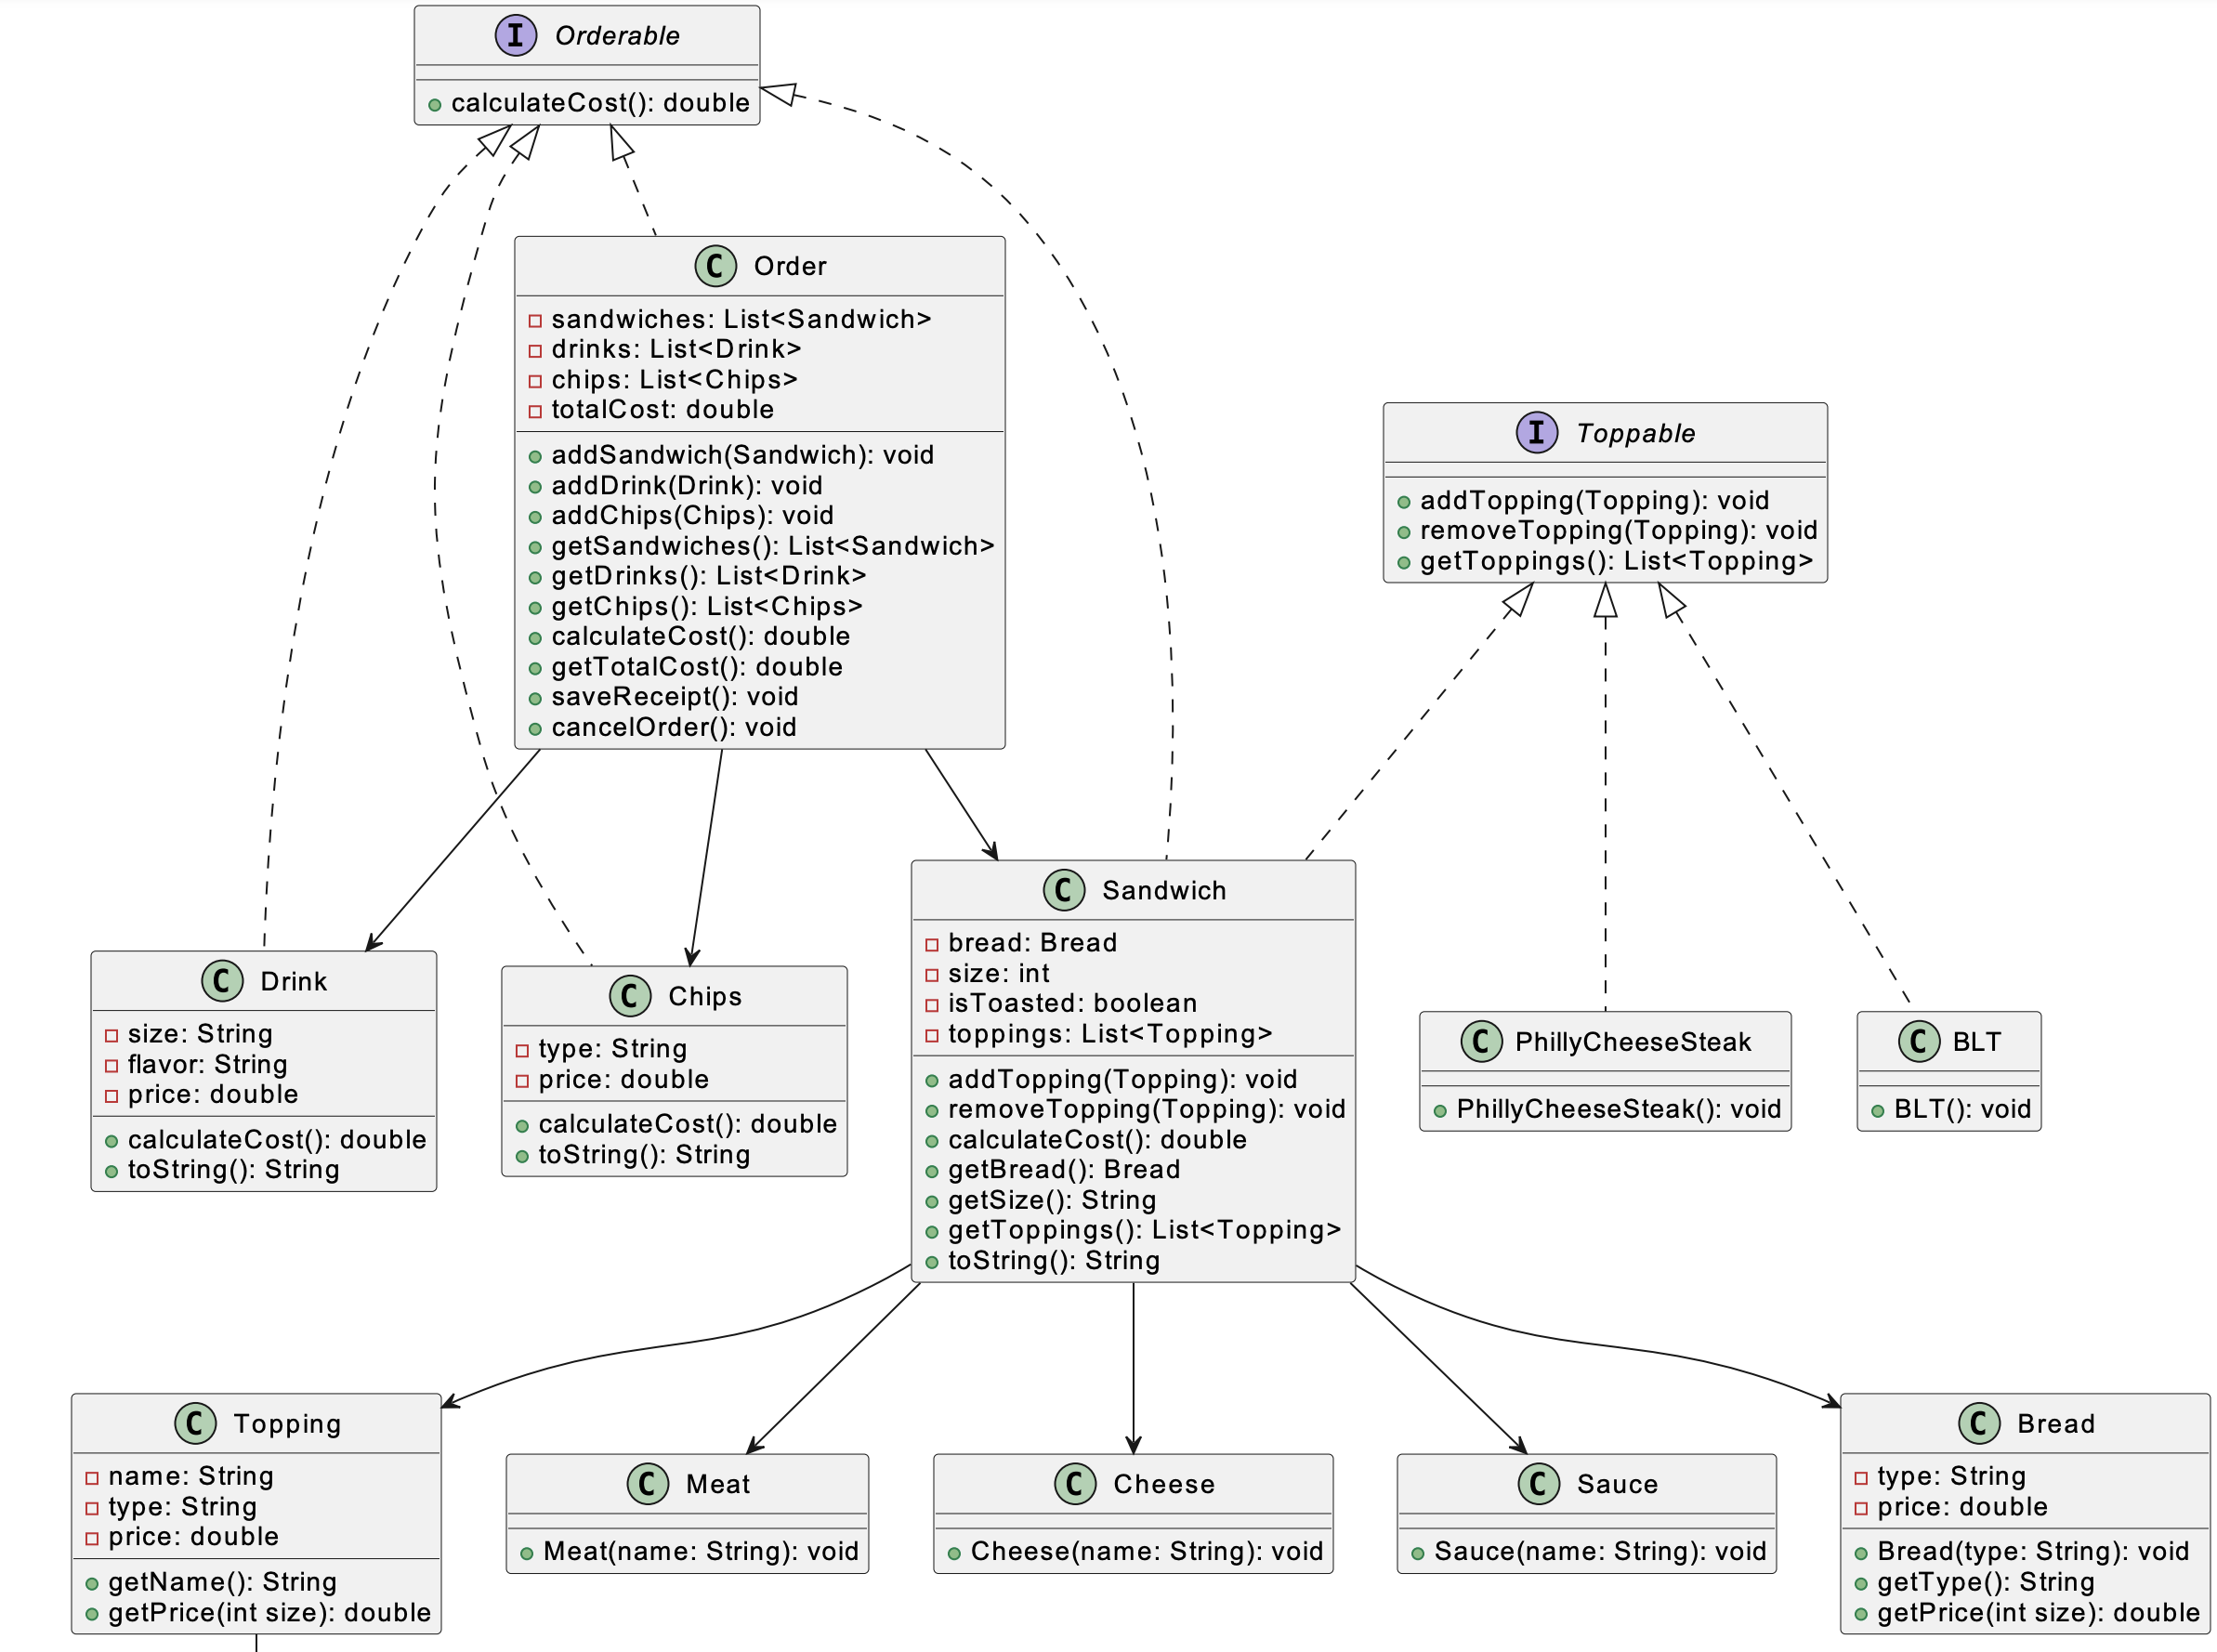 I Orderable
calculateCost(): double
C Order
sandwiches: List<Sandwich>
drinks: List<Drink>
chips: List<Chips>
totalCost: double
addSandwich(Sandwich): void
addDrink(Drink): void
addChips(Chips): void
getSandwiches(): List<Sandwich>
getDrinks(): List<Drink>
getChips(): List<Chips>
calculateCost(): double
getTotalCost(): double
saveReceipt(): void
cancelOrder(): void
I Toppable
addTopping(Topping): void
removeTopping(Topping): void
getToppings(): List<Topping>
C Drink
size: String
flavor: String
price: double
calculateCost(): double
toString(): String
C Chips
type: String
price: double
calculateCost(): double
toString(): String
C Sandwich
bread: Bread
size: int
isToasted: boolean
toppings: List<Topping>
addTopping(Topping): void
removeTopping(Topping): void
calculateCost(): double
getBread(): Bread
getSize(): String
getToppings(): List<Topping>
toString(): String
C PhillyCheeseSteak
PhillyCheeseSteak(): void
C BLT
BLT(): void
C Topping
name: String
type: String
price: double
getName(): String
getPrice(int size): double
C Meat
Meat(name: String): void
C Cheese
Cheese(name: String): void
C Sauce
Sauce(name: String): void
C Bread
type: String
price: double
Bread(type: String): void
getType(): String
getPrice(int size): double